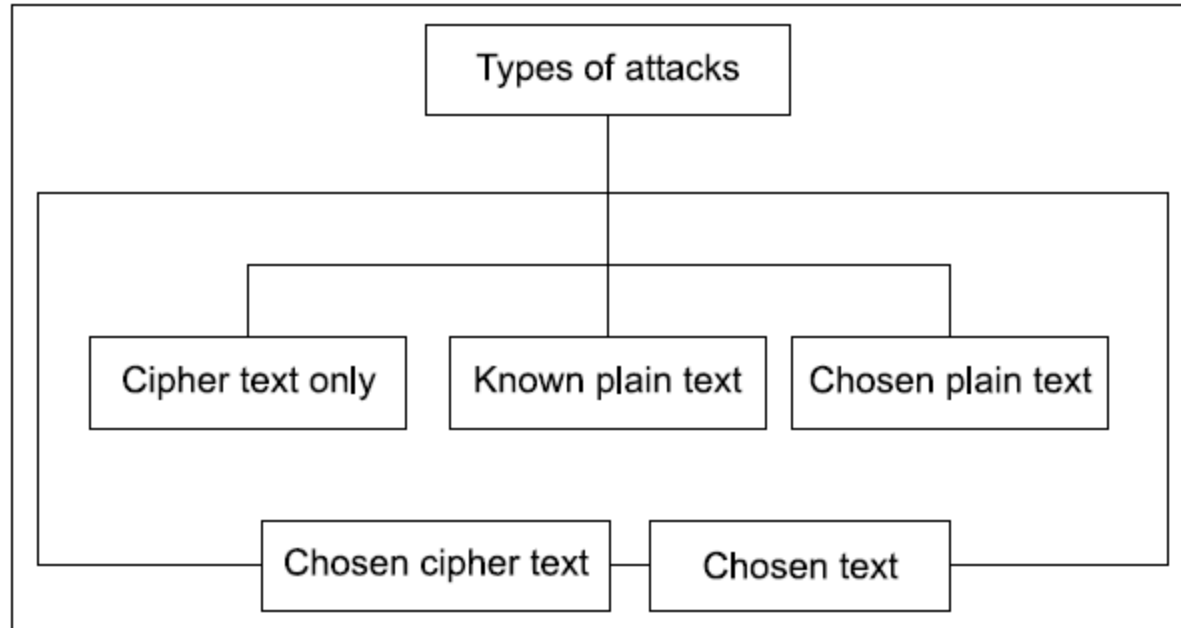 Types of attacks
Cipher text only
Known plain text
Chosen plain text
Chosen cipher text
Chosen text